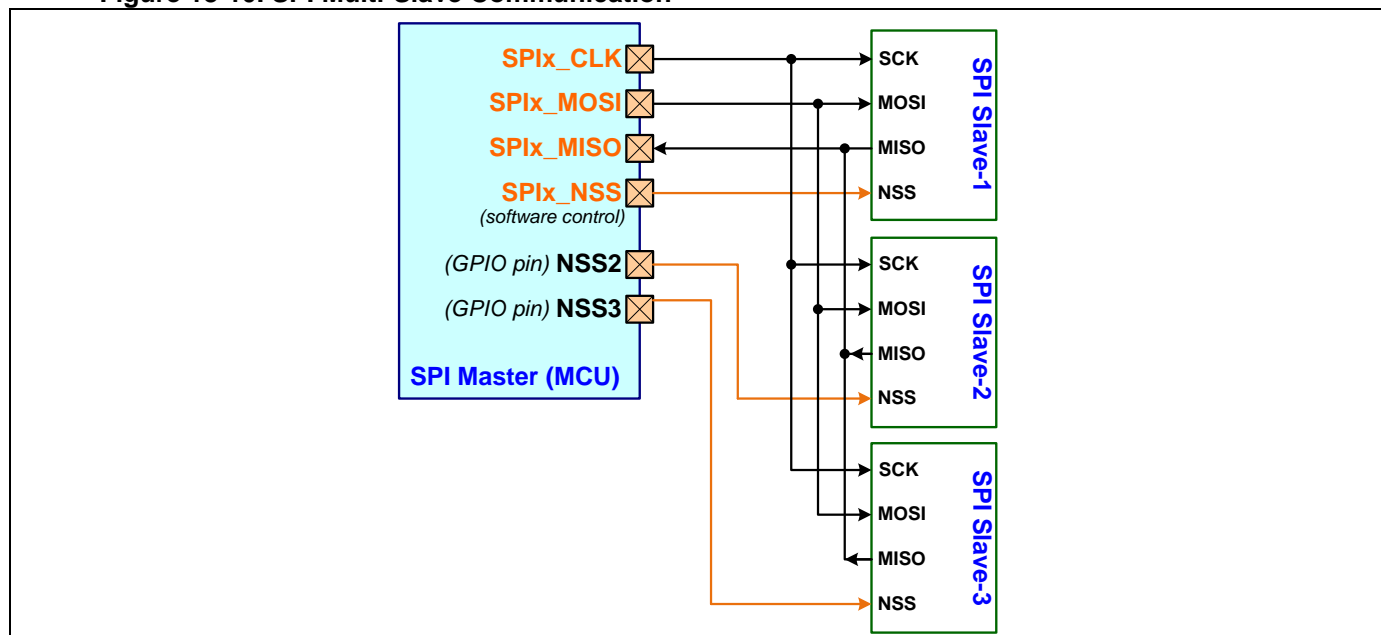 SPIx_CLK
SPIx_MOSI
SPIx_MISO
SPIx_NSS
(software control)
(GPIO pin) NSS2
(GPIO pin) NSS3
SPI Master (MCU)
SCK
MOSI
MISO
NSS
SPI Slave-1
SCK
MOSI
MISO
NSS
SPI Slave-2
SCK
MOSI
MISO
NSS
SPI Slave-3